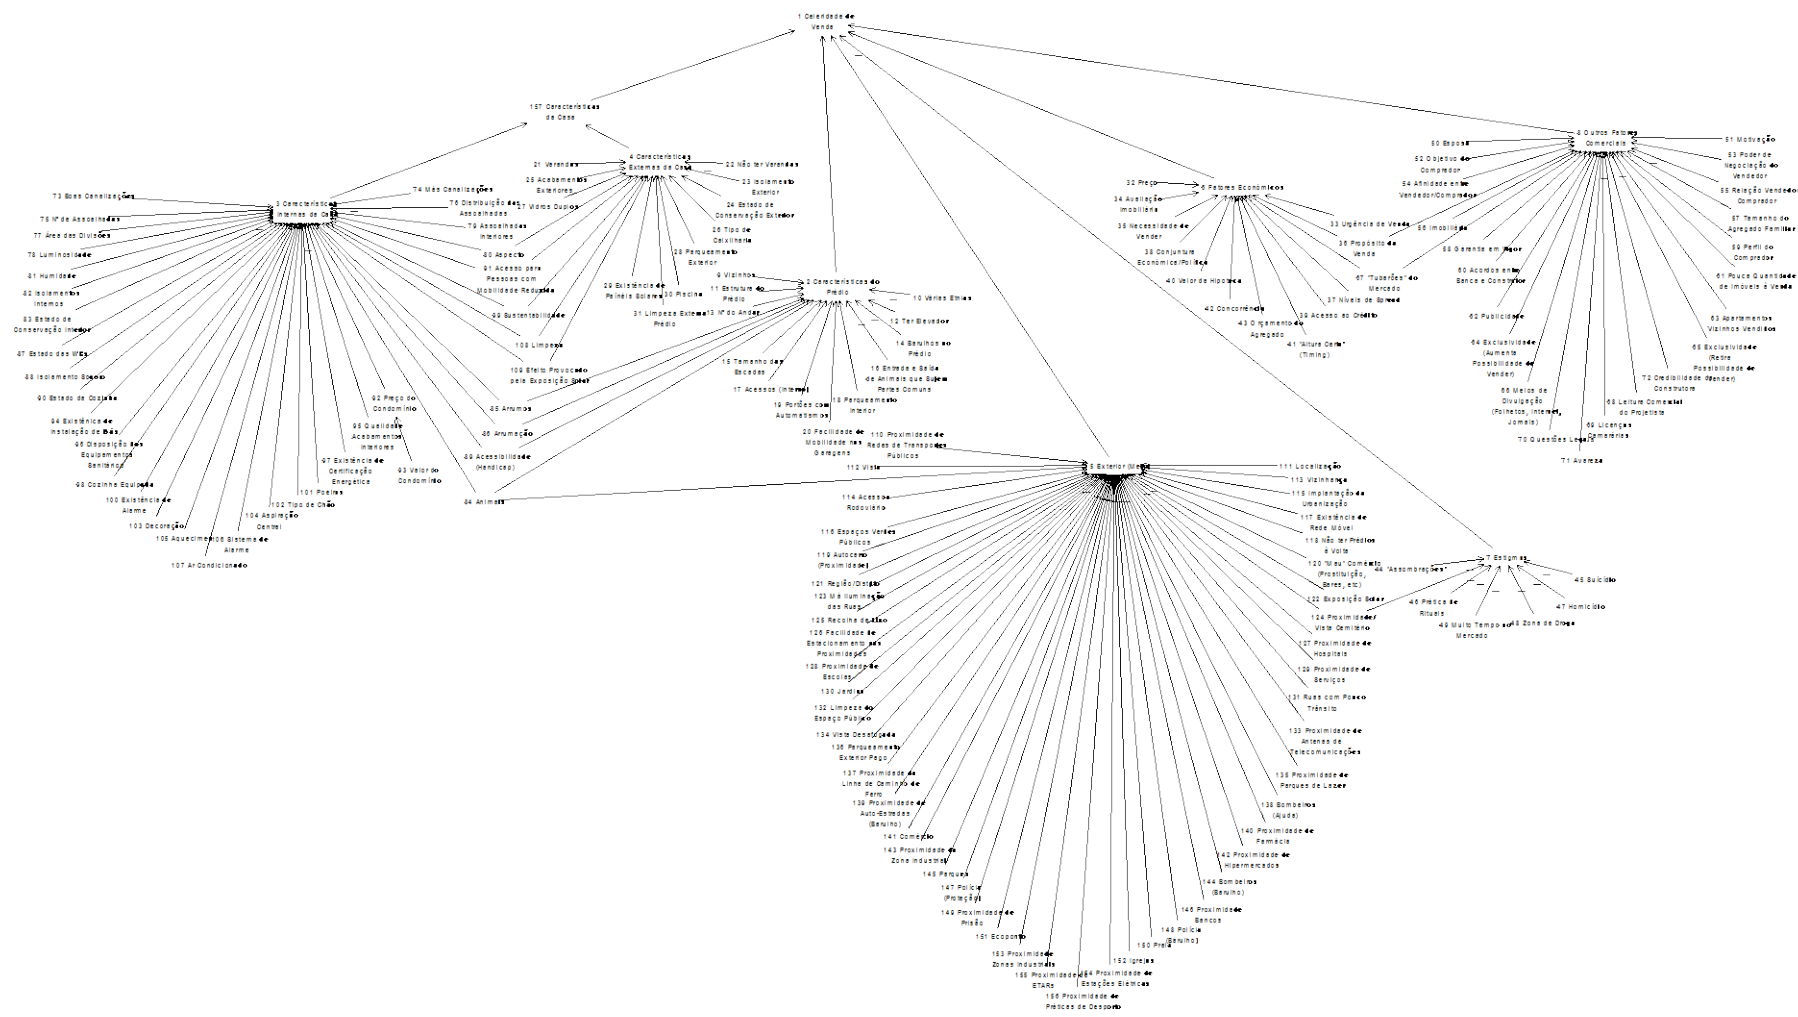 1 Celeridade de
Venda
157 Características
da Casa
4 Características
Externas da Casa
21 Varandas
22 Não ter Varandas
25 Acabamentos
Exteriores
23 Isolamento
Exterior
27 Vidros Duplos
24 Estado de
Conservação Exterior
26 Tipo de
Caixilharia
28 Parqueamento
Exterior
29 Existência de
Painéis Solares
30 Piscina
31 Limpeza Externa
Prédio
3 Características
Internas da Casa
73 Boas Canalizações
74 Más Canalizações
75 Nº de Assoalhadas
76 Distribuição das
Assoalhadas
77 Área das Divisões
79 Assoalhadas
Interiores
78 Luminosidade
80 Aspecto
81 Humidade
91 Acesso para
Pessoas com
Mobilidade Reduzida
82 Isolamentos
Internos
99 Sustentabilidade
83 Estado de
Conservação Interior
108 Limpeza
87 Estado das WCs
109 Efeito Provocado
pela Exposição Solar
88 Isolamento Sonoro
85 Arrumos
90 Estado da Cozinha
86 Arrumação
94 Existência de
Instalação de Gás
89 Acessibilidade
(Handicap)
96 Disposição dos
Equipamentos
Sanitários
84 Animais
92 Preço do
Condomínio
95 Qualidade
Acabamentos
Interiores
93 Valor do
Condomínio
97 Existência de
Certificação
Energética
98 Cozinha Equipada
100 Existência de
Alarme
101 Poeiras
102 Tipo de Chão
103 Decoração
104 Aspiração
Central
105 Aquecimento
106 Sistema de
Alarme
107 Ar Condicionado
2 Características do
Prédio
9 Vizinhos
10 Várias Etnias
11 Estrutura do
Prédio
12 Ter Elevador
13 Nº do Andar
14 Barulhos no
Prédio
15 Tamanho das
Escadas
16 Entrada e Saída
de Animais que Sujem
Partes Comuns
17 Acessos (Internet)
18 Parqueamento
Interior
19 Portões com
Automatismos
20 Facilidade de
Mobilidade nas
Garagens
6 Fatores Económicos
32 Preço
34 Avaliação
Imobiliária
33 Urgência de Venda
35 Necessidade de
Vender
36 Propósito da
Venda
38 Conjuntura
Económica/Política
67 "Tubarões" do
Mercado
40 Valor da Hipoteca
37 Níveis de Spread
42 Concorrência
39 Acesso ao Crédito
43 Orçamento do
Agregado
41 "Altura Certa"
(Timing)
8 Outros Fatores
Comerciais
50 Esposa
51 Motivação
52 Objetivo do
Comprador
53 Poder de
Negociação do
Vendedor
54 Afinidade entre
Vendedor/Comprador
55 Relação Vendedor
Comprador
56 Imobiliária
57 Tamanho do
Agregado Familiar
58 Garantia em Vigor
59 Perfil do
Comprador
60 Acordos entre
Banca e Construtor
61 Pouca Quantidade
de Imóveis à Venda
62 Publicidade
63 Apartamentos
Vizinhos Vendidos
64 Exclusividade
(Aumenta
Possibilidade de
Vender)
65 Exclusividade
(Retira
Possibilidade de
Vender)
66 Meios de
Divulgação
(Folhetos, Internet,
Jornais)
72 Credibilidade da
Construtora
68 Leitura Comercial
do Projetista
69 Licenças
Camarárias
70 Questões Legais
71 Avareza
7 Estigmas
44 "Assombrações"
45 Suicídio
46 Prática de
Rituais
47 Homicídio
49 Muito Tempo no
Mercado
48 Zona de Droga
5 Exterior (Meio)
110 Proximidade de
Redes de Transportes
Públicos
111 Localização
112 Vista
113 Vizinhança
114 Acessos
Rodoviário
115 Implantação da
Urbanização
116 Espaços Verdes
Públicos
117 Existência de
Rede Móvel
119 Autocarro
(Proximidade)
118 Não ter Prédios
à Volta
121 Região/Distrito
120 "Mau" Comércio
(Prostituição,
Bares, etc)
123 Má Iluminação
das Ruas
122 Exposição Solar
125 Recolha de Lixo
124 Proximidade/
Vista Cemitério
126 Facilidade de
Estacionamento nas
Proximidades
127 Proximidade de
Hospitais
128 Proximidade de
Escolas
129 Proximidade de
Serviços
130 Jardins
131 Ruas com Pouco
Trânsito
132 Limpeza do
Espaço Público
134 Vista Desafogada
133 Proximidade de
Antenas de
Telecomunicações
136 Parqueamento
Exterior Pago
137 Proximidade da
Linha de Caminho de
Ferro
135 Proximidade de
Parques de Lazer
139 Proximidade de
Auto-Estradas
(Barulho)
138 Bombeiros
(Ajuda)
141 Comércio
140 Proximidade de
Farmácia
143 Proximidade da
Zona Industrial
142 Proximidade de
Hipermercados
145 Parques
144 Bombeiros
(Barulho)
147 Polícia
(Proteção)
146 Proximidade
Bancos
149 Proximidade de
Prisão
148 Polícia
(Barulho)
151 Ecoponto
150 Praia
153 Proximidade
Zonas Industriais
152 Igrejas
155 Proximidade de
ETARs
154 Proximidade de
Estações Elétricas
156 Proximidade de
Práticas de Desporto